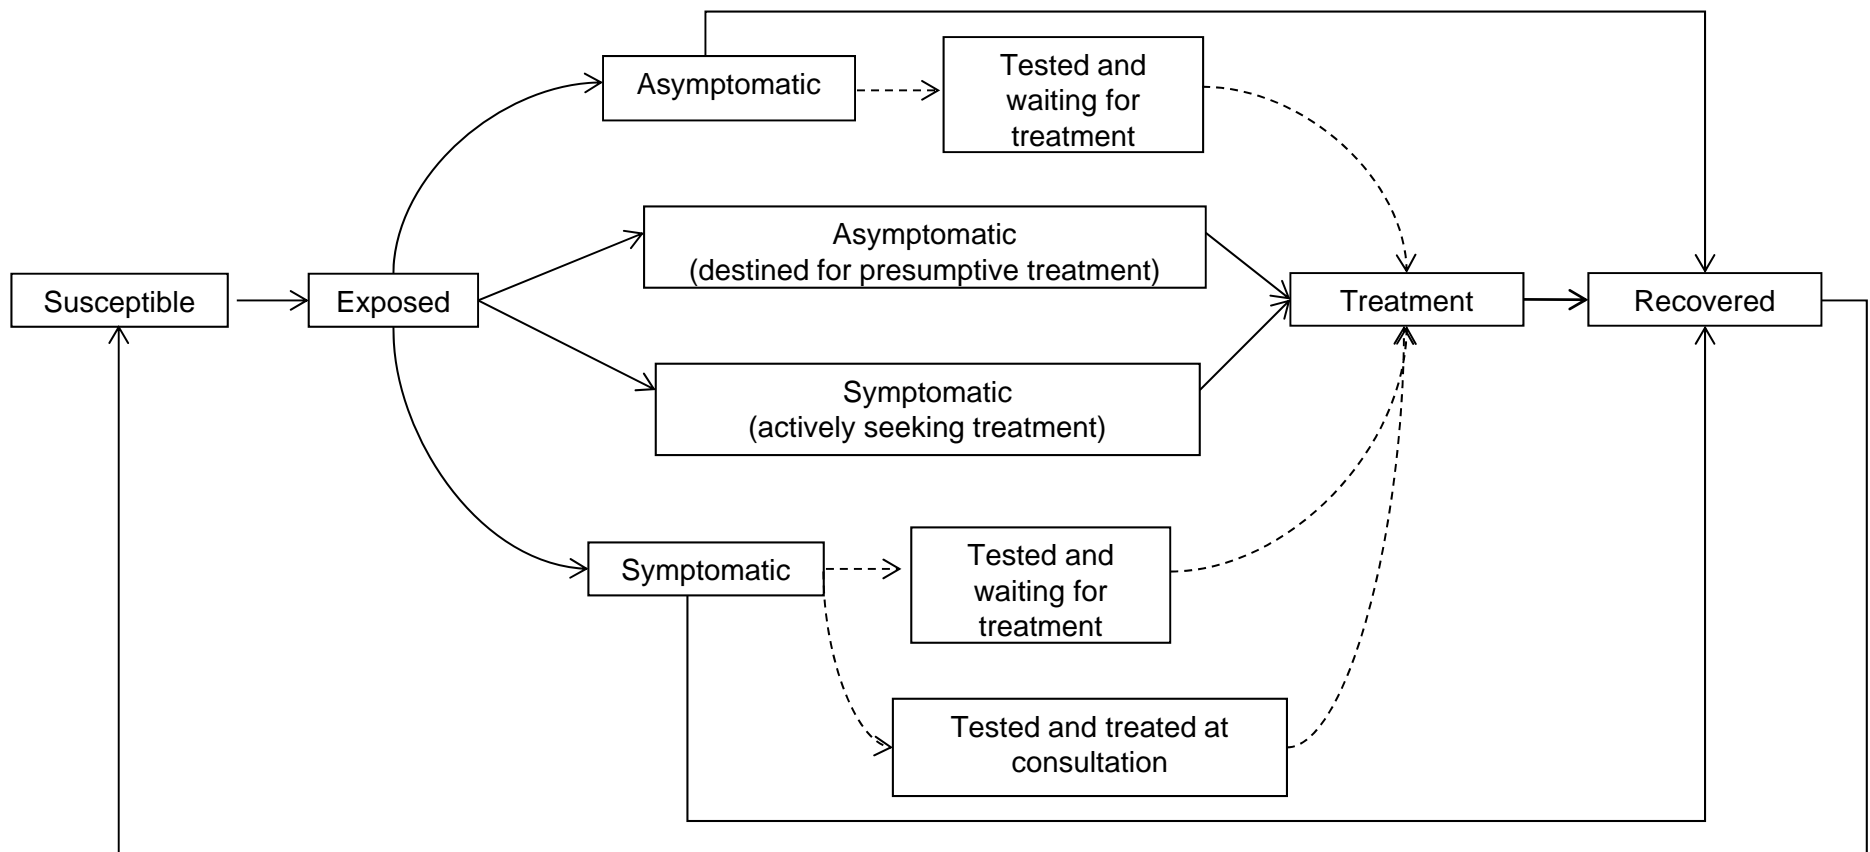 Asymptomatic
Tested and
waiting for
treatment
Asymptomatic
(destined for presumptive treatment)
Susceptible
Exposed
Treatment
Recovered
Symptomatic
(actively seeking treatment)
Symptomatic
Tested and
waiting for
treatment
Tested and treated at
consultation